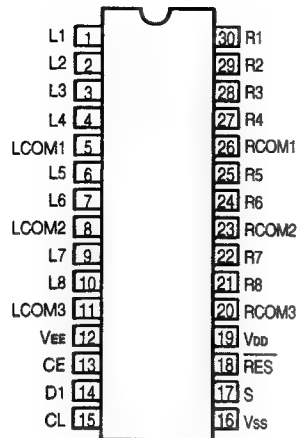 L1 1 30 R1
L2 2 29 R2
L3 3 28 R3
L4 4 27 R4
LCOM1 5 26 RCOM1
L5 6 25 R5
L6 7 24 R6
LCOM2 8 23 RCOM2
L7 9 22 R7
L8 10 21 R8
LCOM3 11 20 RCOM3
VEE 12 19 VDD
CE 13 18 RES
D1 14 17 S
CL 15 16 VSS